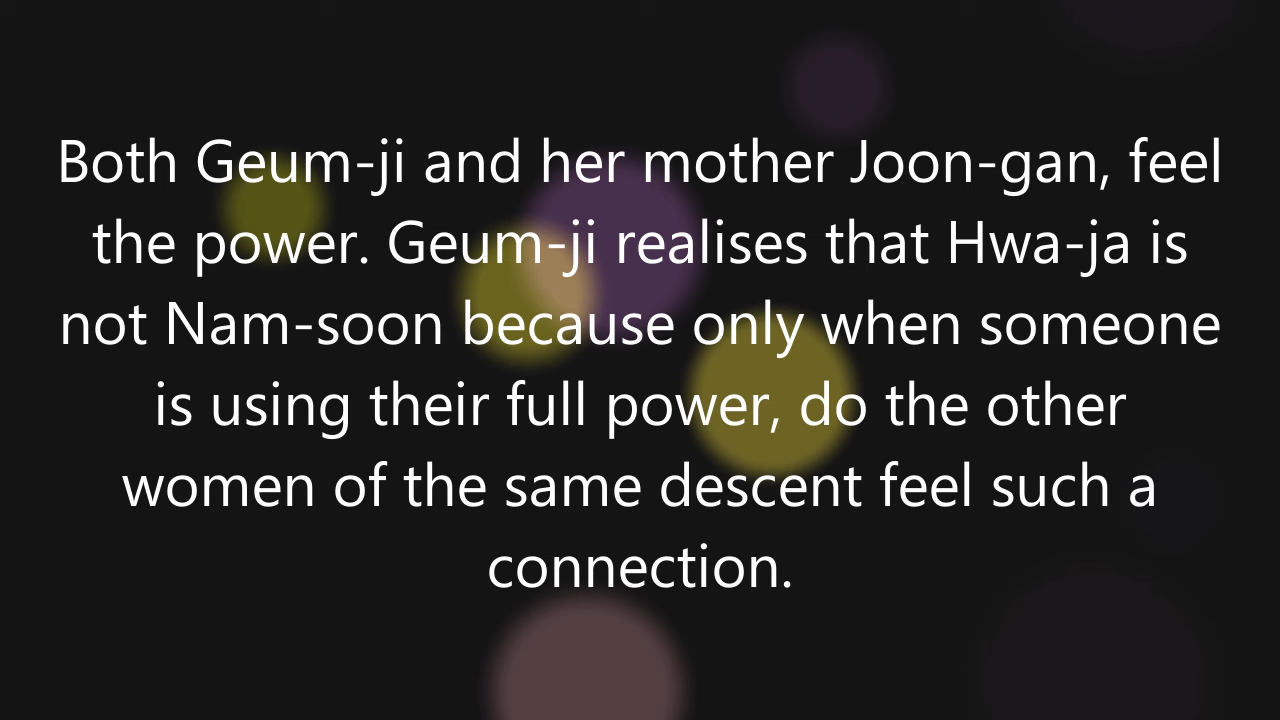 Both Geum-ji and her mother Joon-gan, feel
the power. Geum-ji realises that Hwa-ja is
not Nam-soon because only when someone
is using their full power, do the other
women of the same descent feel such a
connection.